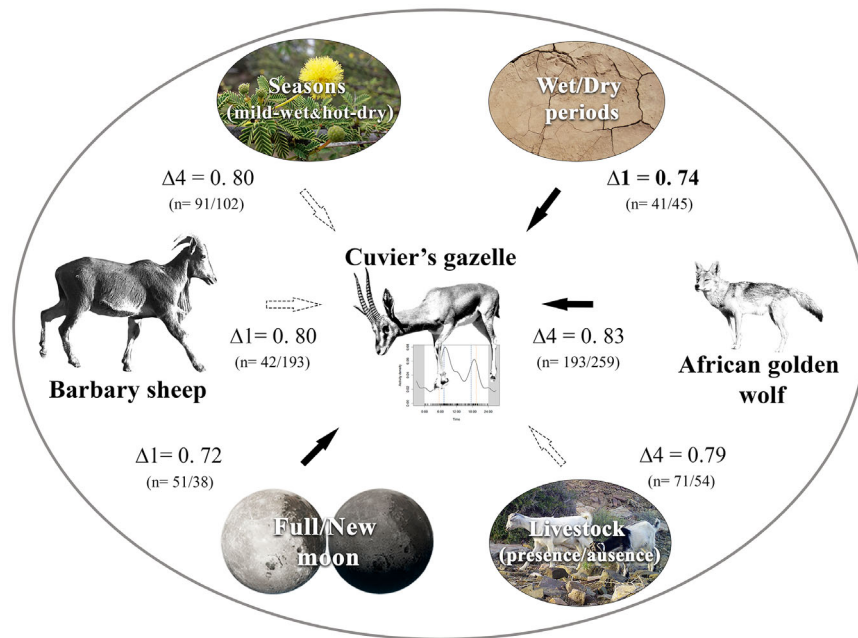 Seasons
(mild-wet&hot-dry)
Wet/Dry
periods
Δ4 = 0. 80
(n= 91/102)
Δ1 = 0. 74
(n= 41/45)
Cuvier's gazelle
Δ1= 0. 80
(n= 42/193)
Δ4 = 0. 83
(n= 193/259)
Barbary sheep
African golden
wolf
Time
Δ1= 0. 72
(n= 51/38)
Δ4 = 0.79
(n= 71/54)
Full/New
moon
Livestock
(presence/ausence)